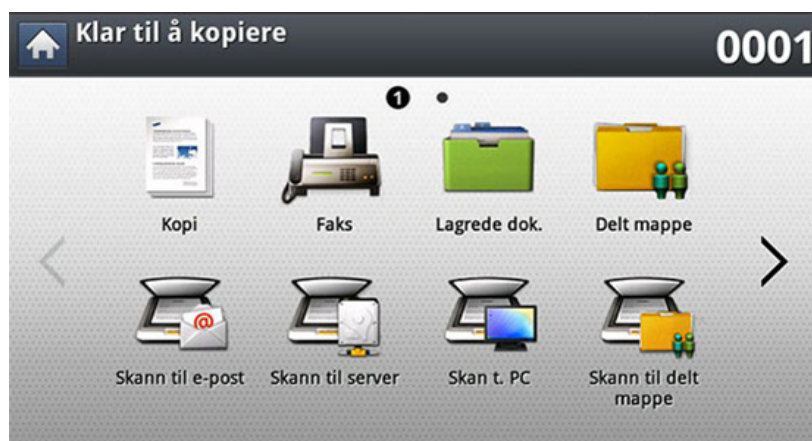 Klar til å kopiere
0001
1
Kopi
Faks
Lagrede dok.
Delt mappe
@
Skann til e-post
Skann til server
Skan t. PC
Skann til delt
mappe